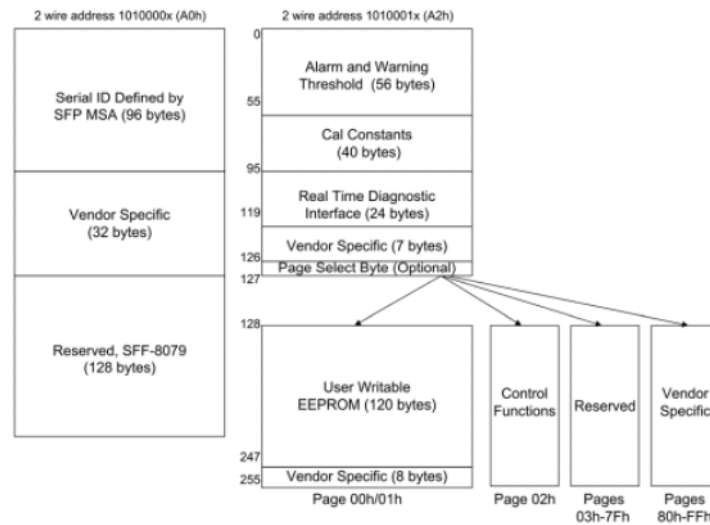 2 wire address 1010000x (A0h)
Serial ID Defined by
SFP MSA (96 bytes)
Vendor Specific
(32 bytes)
Reserved, SFF-8079
(128 bytes)
2 wire address 1010001x (A2h)
0
Alarm and Warning
Threshold (56 bytes)
55
Cal Constants
(40 bytes)
95
Real Time Diagnostic
Interface (24 bytes)
119
Vendor Specific (7 bytes)
126
Page Select Byte (Optional)
127
128
User Writable
EEPROM (120 bytes)
247
Vendor Specific (8 bytes)
255
Page 00h/01h
Control
Functions
Page 02h
Reserved
Pages
03h-7Fh
Vendor
Specific
Pages
80h-FFh